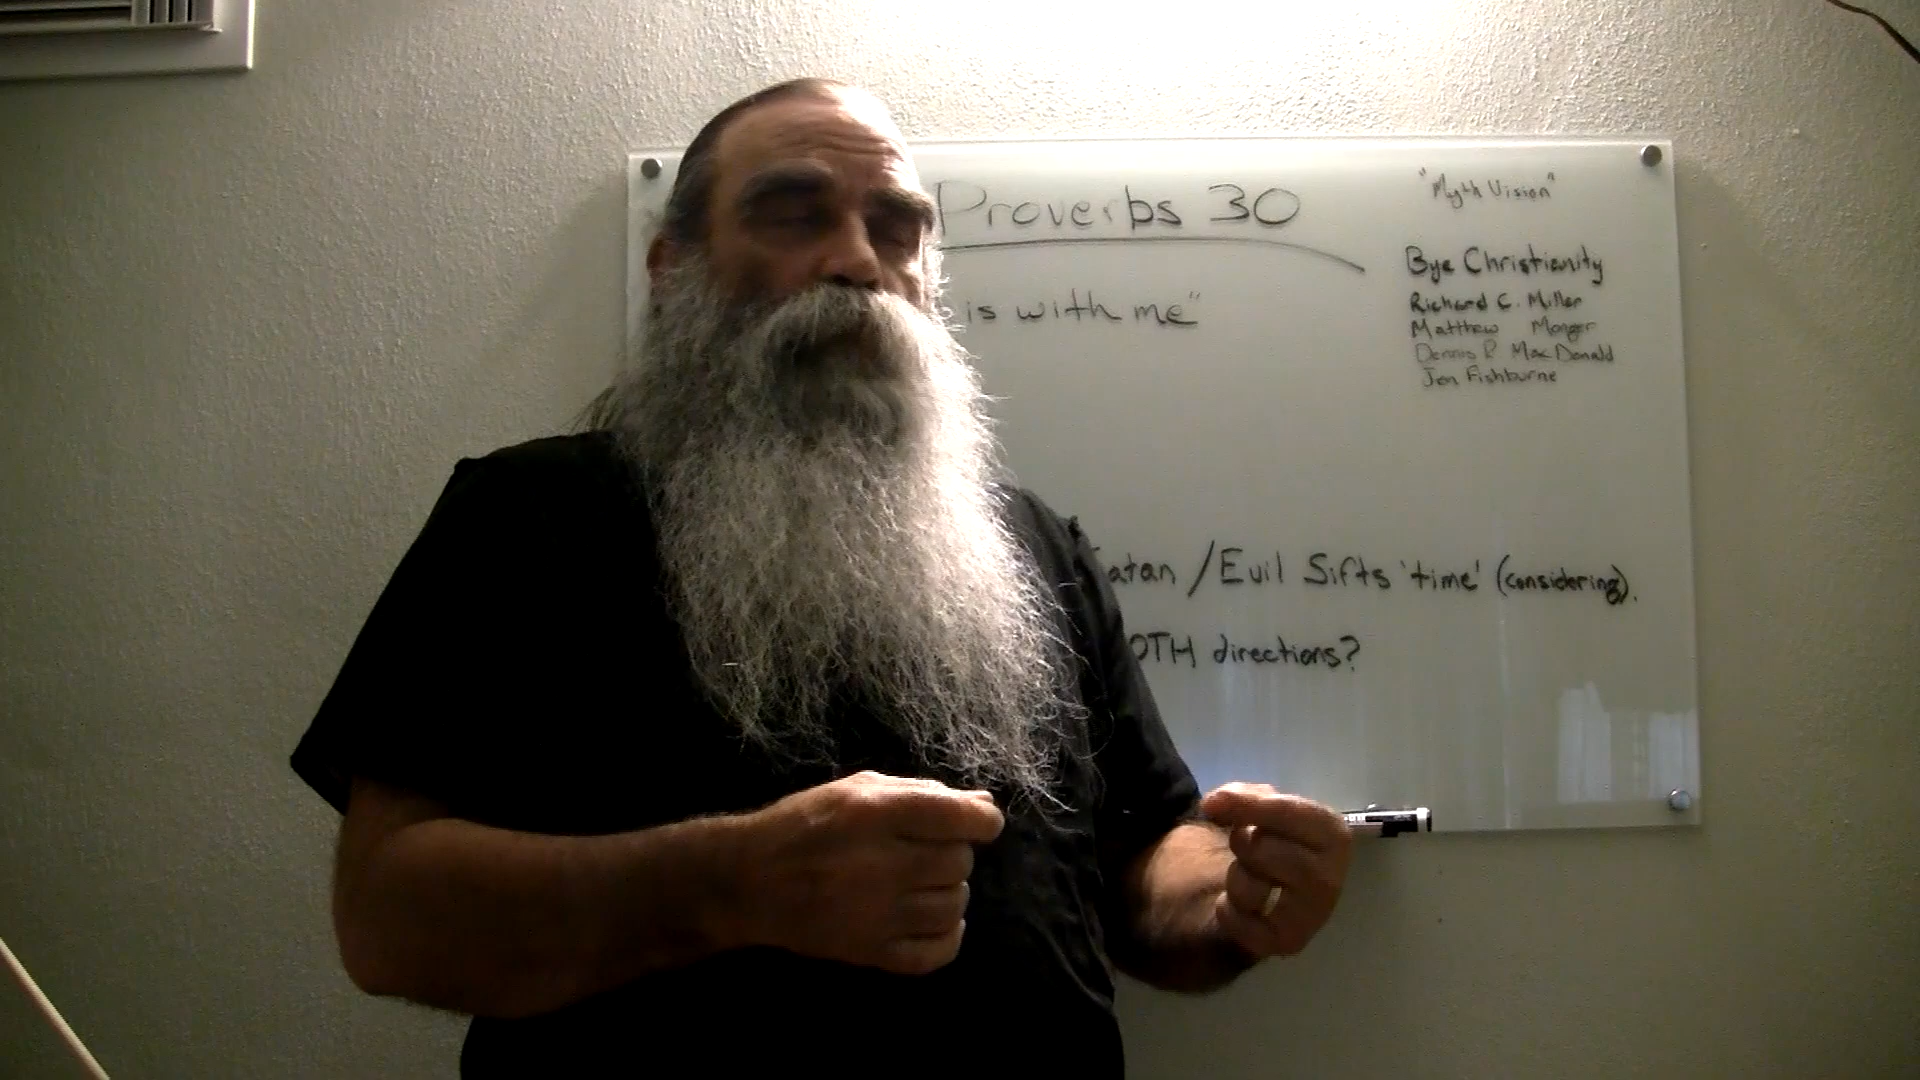 Proverbs 30
is with me"
"Myth Vision"
Bye Christianity
Richard C. Miller
Matthew Monger
Dennis R MacDonald
Jon Fishburne
atan / Evil Sifts 'time' (considering).
OTH directions?